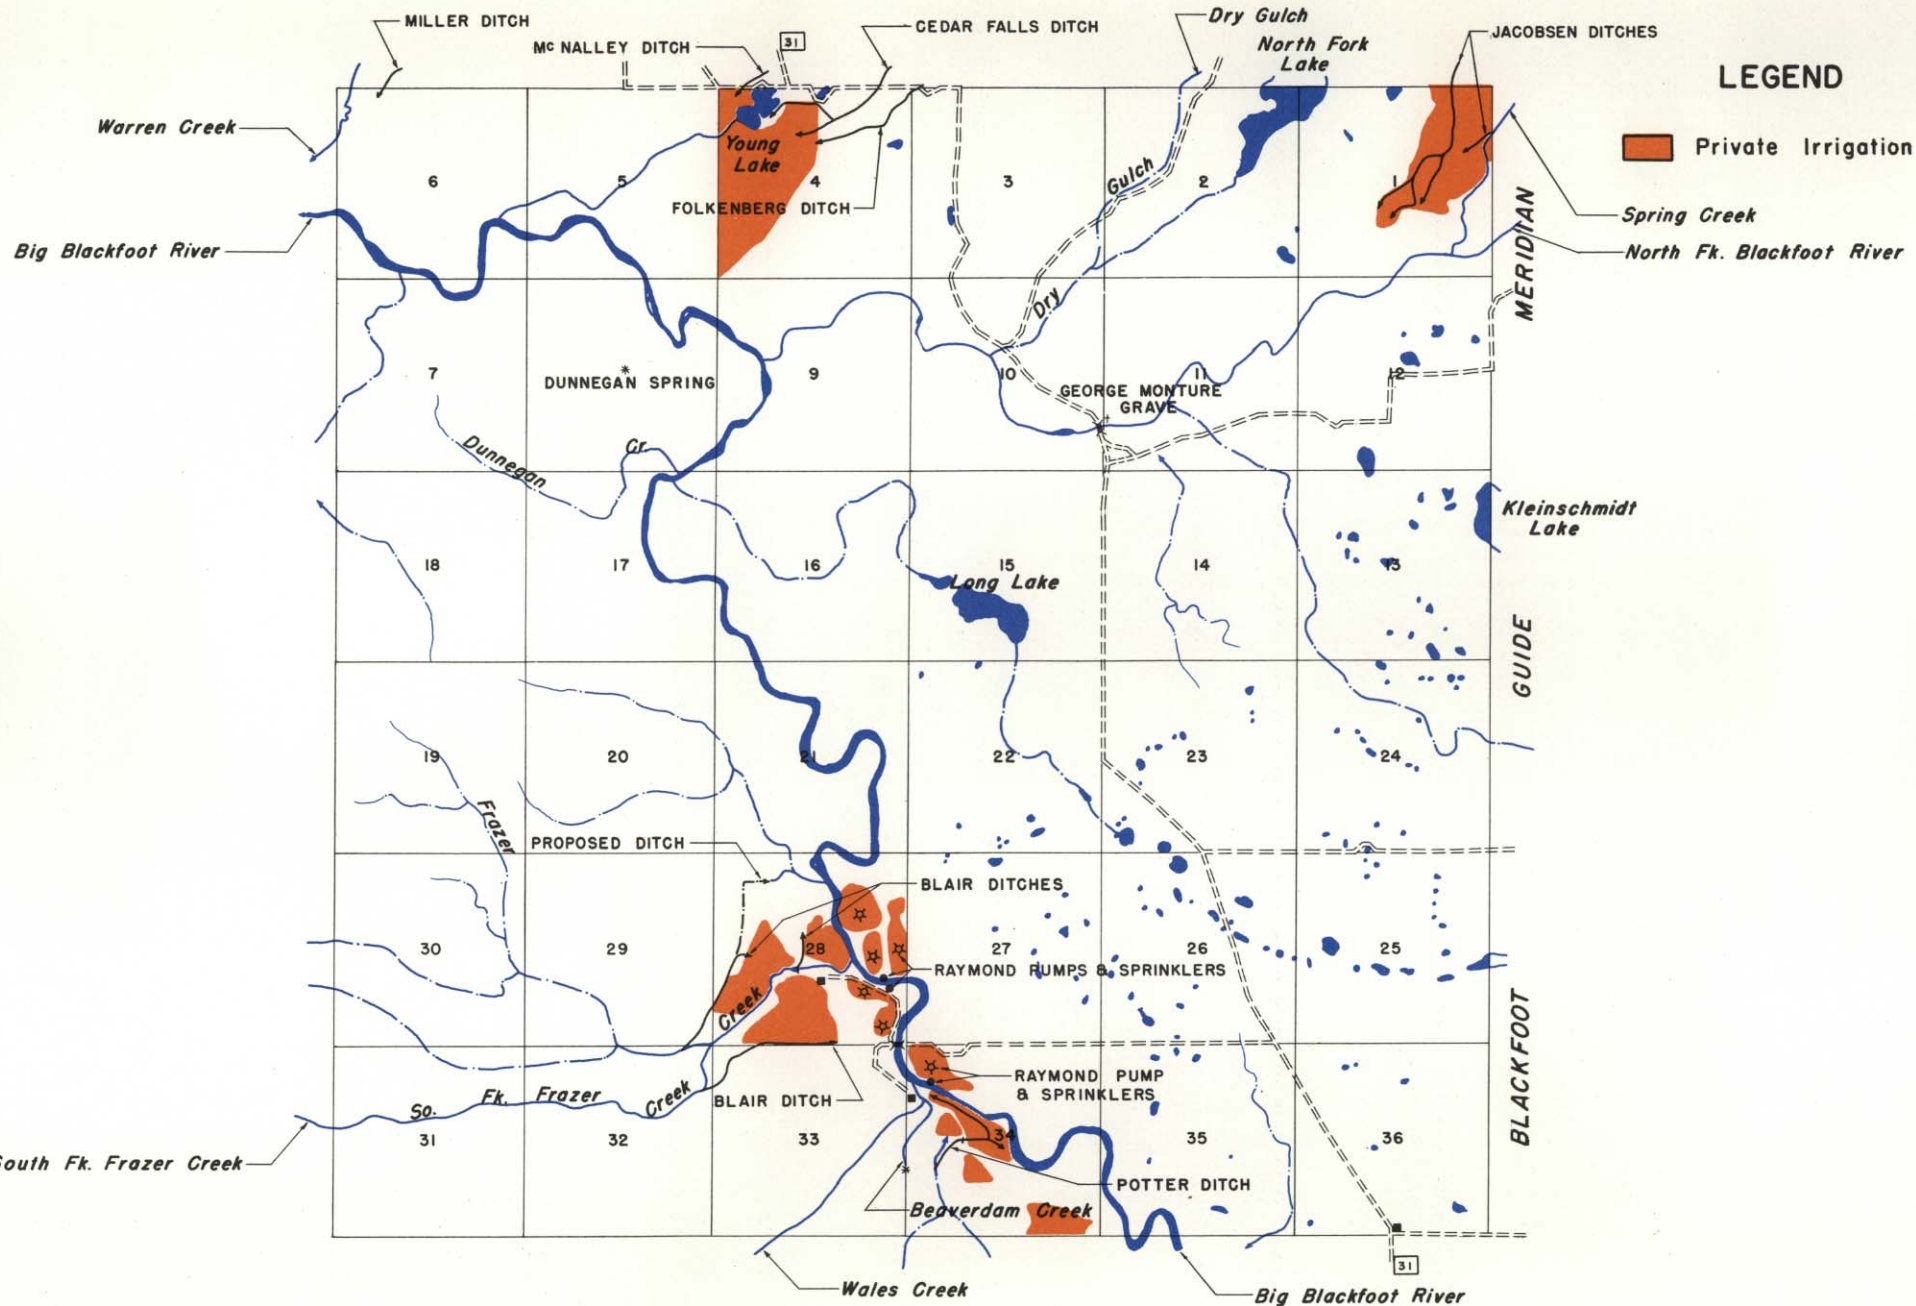 MILLER DITCH
Mc NALLEY DITCH
31
CEDAR FALLS DITCH
Dry Gulch
North Fork
Lake
JACOBSEN DITCHES
LEGEND
Private Irrigation
Warren Creek
Young
Lake
6
5
4
3
Gulch
2
1
FOLKENBERG DITCH
Spring Creek
Big Blackfoot River
North Fk. Blackfoot River
MERIDIAN
Dry
7
DUNNEGAN SPRING
9
10
GEORGE MONTURE
GRAVE
11
12
Dunnegan
Cr.
Kleinschmidt
Lake
18
17
16
15
Long Lake
14
13
GUIDE
19
20
21
22
23
24
Frazer
PROPOSED DITCH
BLAIR DITCHES
30
29
28
27
26
25
RAYMOND PUMPS & SPRINKLERS
Creek
BLACKFOOT
So. Fk. Frazer Creek
BLAIR DITCH
RAYMOND PUMP
& SPRINKLERS
31
32
33
34
35
36
South Fk. Frazer Creek
POTTER DITCH
Beaverdam Creek
31
Wales Creek
Big Blackfoot River